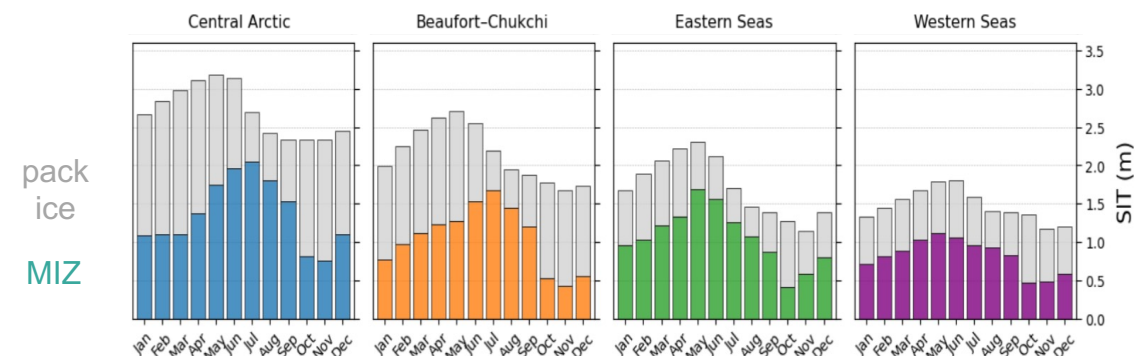 Central Arctic
Beaufort–Chukchi
Eastern Seas
Western Seas
pack
ice
MIZ
3.5
3.0
2.5
2.0
1.5
1.0
0.5
0.0
SIT (m)
Jan Feb Mar Apr May Jun Jul Aug Sep Oct Nov Dec
Jan Feb Mar Apr May Jun Jul Aug Sep Oct Nov Dec
Jan Feb Mar Apr May Jun Jul Aug Sep Oct Nov Dec
Jan Feb Mar Apr May Jun Jul Aug Sep Oct Nov Dec